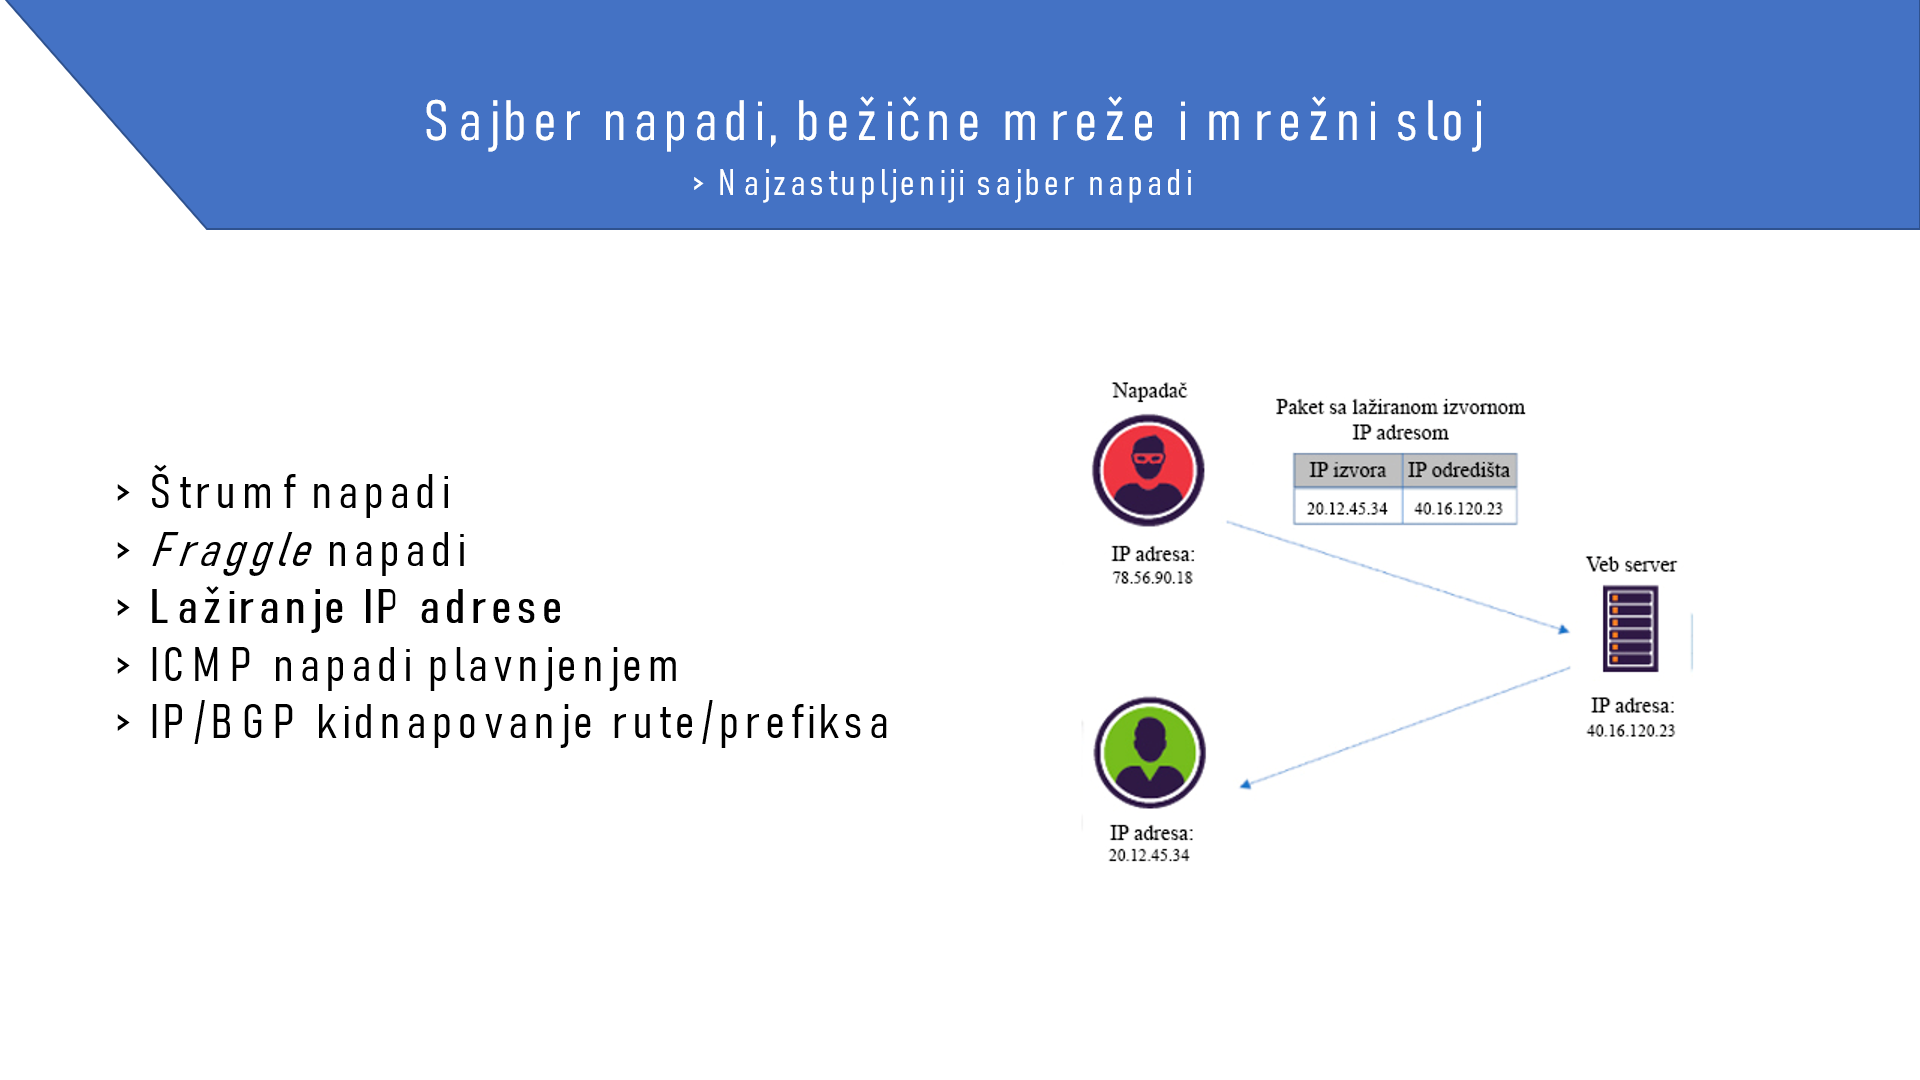 Sajber napadi, bežične mreže i mrežni sloj
> Najzastupljeniji sajber napadi
> Štrumf napadi
> Fraggle napadi
> Lažiranje IP adrese
> ICMP napadi plavnjenjem
> IP/BGP kidnapovanje rute/prefiksa
Napadač
IP adresa:
78.56.90.18
Paket sa lažiranom izvornom
IP adresom
IP izvora IP odredišta
20.12.45.34 40.16.120.23
Veb server
IP adresa:
40.16.120.23
IP adresa:
20.12.45.34